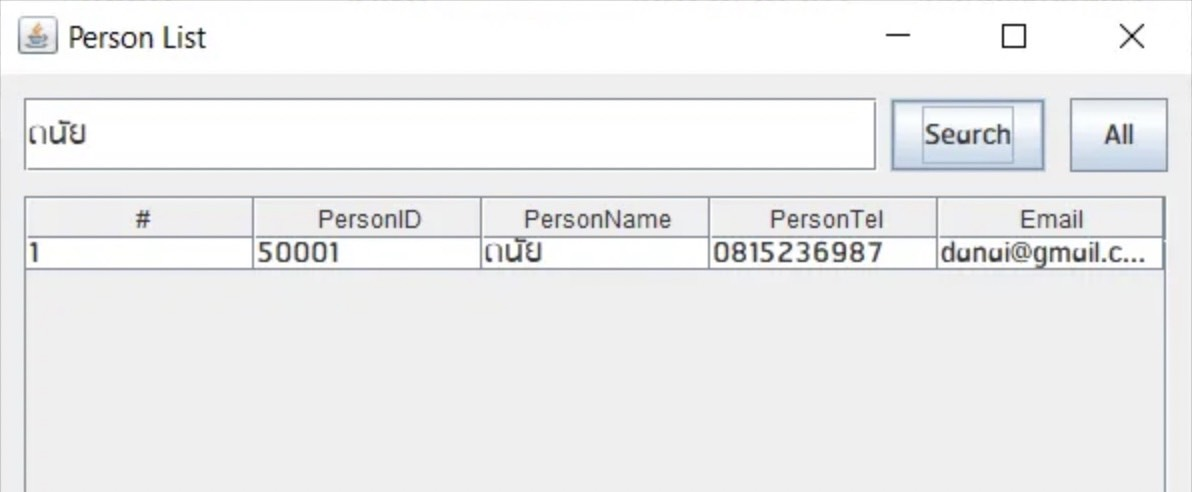 Person List
ดนัย Search All
# PersonID PersonName PersonTel Email
1 50001 ดนัย 0815236987 danai@gmail.c...